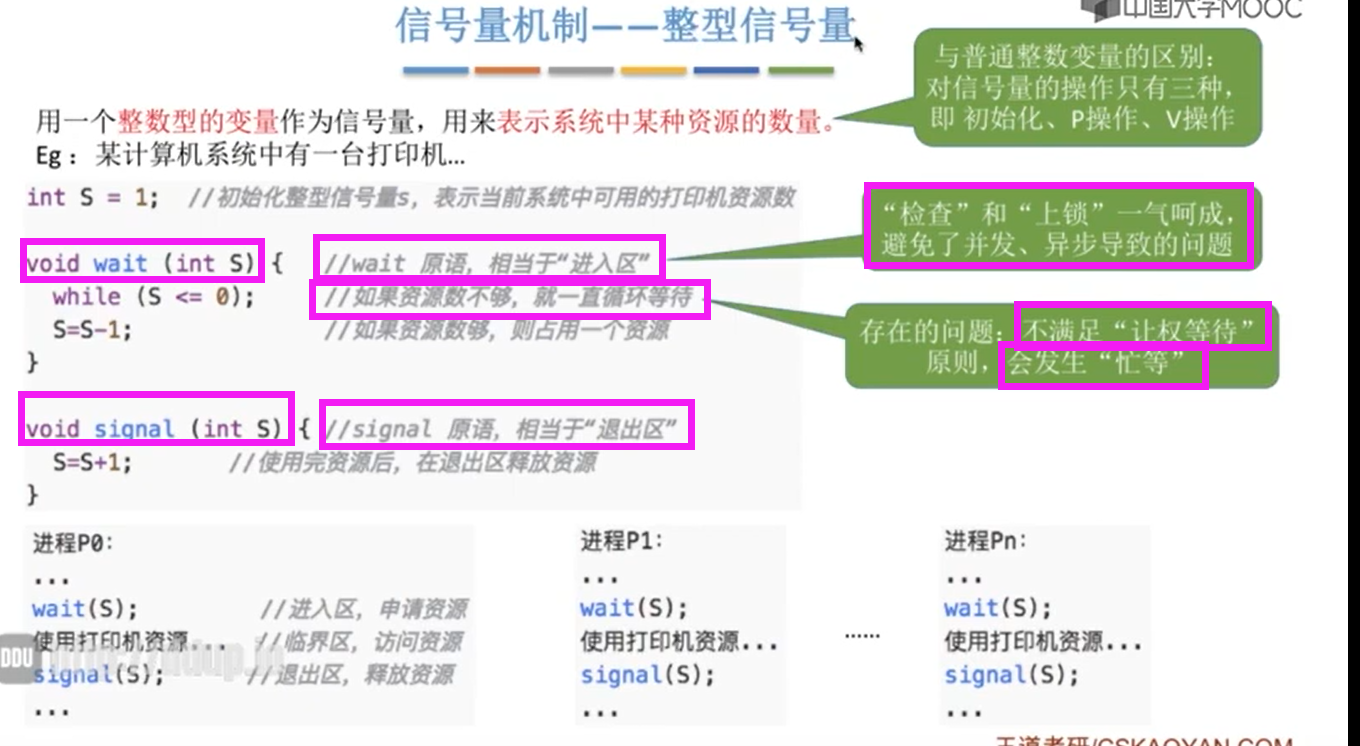 中国大学MOOC
信号量机制——整型信号量
与普通整数变量的区别：
对信号量的操作只有三种，
即 初始化、P操作、V操作
用一个整数型的变量作为信号量，用来表示系统中某种资源的数量。
Eg：某计算机系统中有一台打印机...
int S = 1; //初始化整型信号量s，表示当前系统中可用的打印机资源数
“检查”和“上锁”一气呵成，
避免了并发、异步导致的问题
void wait (int S) { //wait 原语，相当于“进入区”
while (S <= 0); //如果资源数不够，就一直循环等待
S=S-1; //如果资源数够，则占用一个资源
}
存在的问题：不满足“让权等待”
原则，会发生“忙等”
void signal (int S) { //signal 原语，相当于“退出区”
S=S+1; //使用完资源后，在退出区释放资源
}
进程P0：
...
wait(S); //进入区，申请资源
使用打印机资源... //临界区，访问资源
signal(S); //退出区，释放资源
...
进程P1：
...
wait(S);
使用打印机资源...
signal(S);
...
......
进程Pn：
...
wait(S);
使用打印机资源...
signal(S);
...
DDU
王道考研/CSKAOYAN.COM